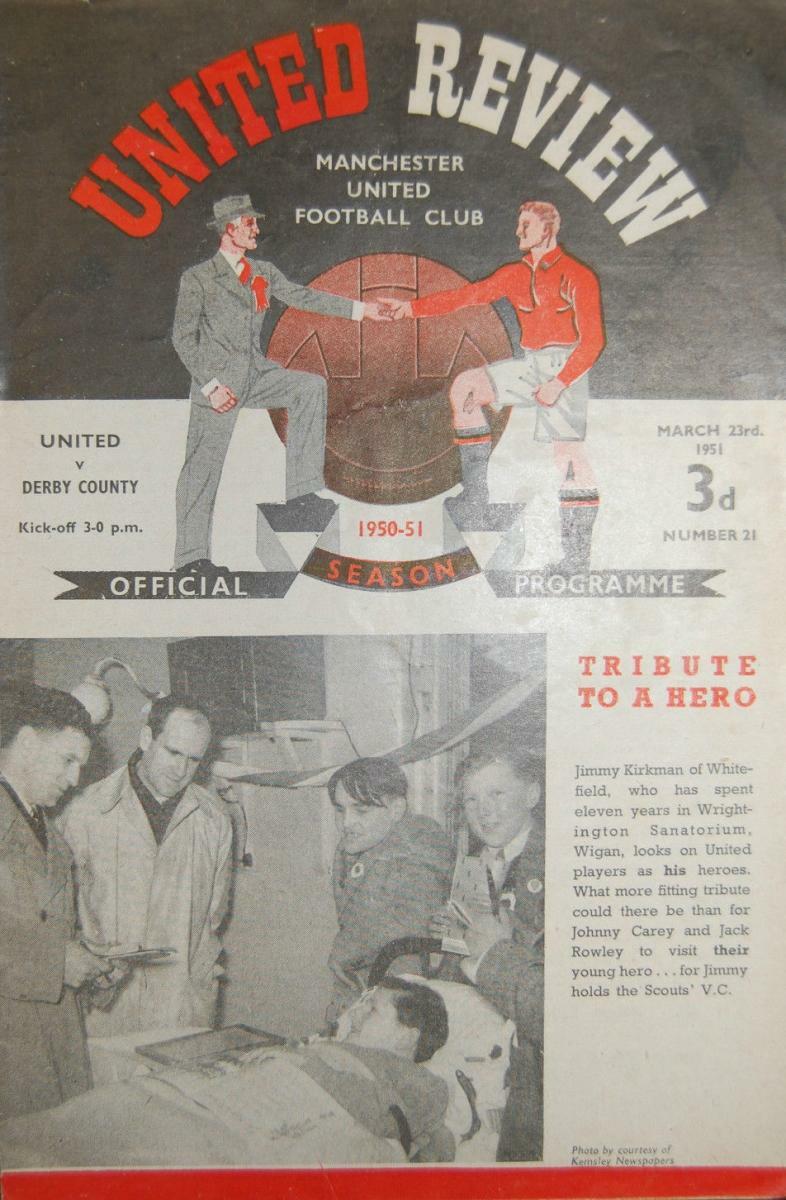 UNITED REVIEW
MANCHESTER
UNITED
FOOTBALL CLUB
UNITED
v
DERBY COUNTY
Kick-off 3-0 p.m.
MARCH 23rd.
1951
3d
NUMBER 21
1950-51
OFFICIAL SEASON PROGRAMME
TRIBUTE
TO A HERO
Jimmy Kirkman of White-
field, who has spent
eleven years in Wright-
ington Sanatorium,
Wigan, looks on United
players as his heroes.
What more fitting tribute
could there be than for
Johnny Carey and Jack
Rowley to visit their
young hero . . . for Jimmy
holds the Scouts' V.C.
Photo by courtesy of
Kemsley Newspapers